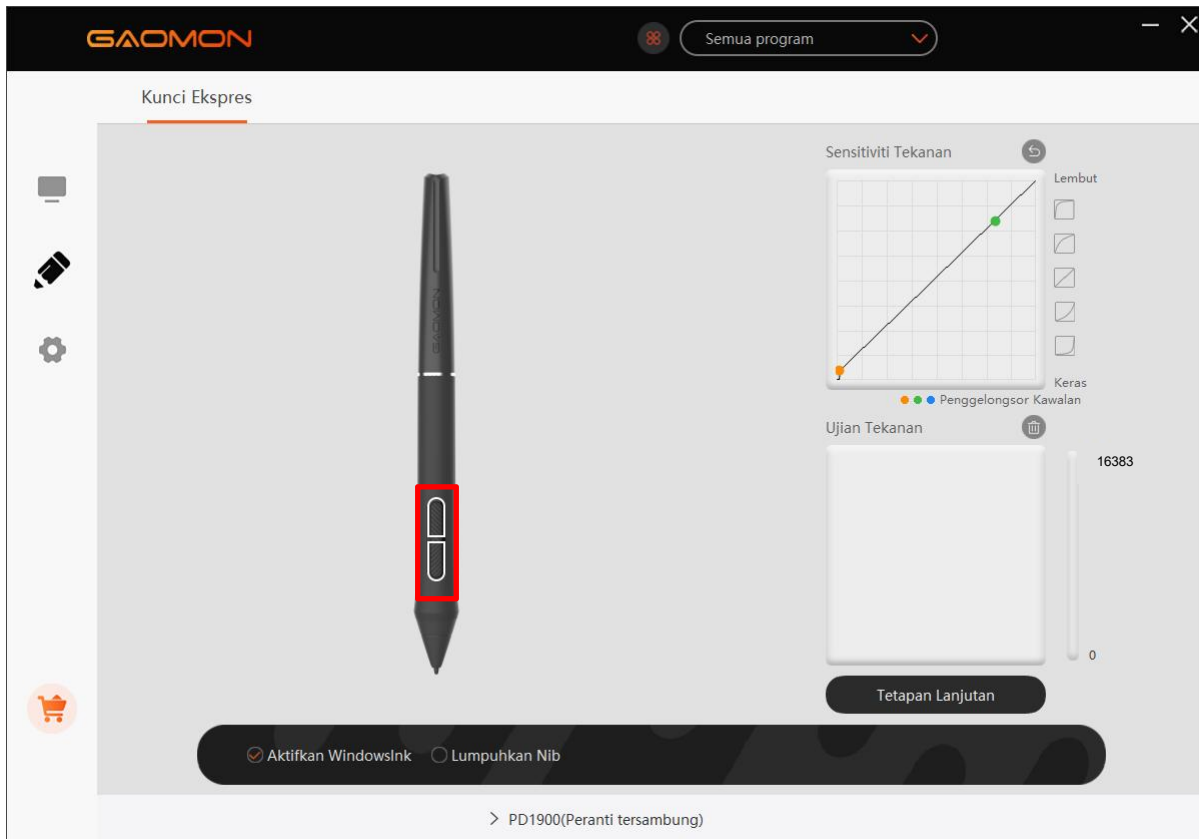 GAOMON
Semua program
Kunci Ekspres
Sensitiviti Tekanan
Lembut
GAOMON
Keras
Penggelongsor Kawalan
Ujian Tekanan
16383
0
Tetapan Lanjutan
Aktifkan WindowsInk
Lumpuhkan Nib
> PD1900(Peranti tersambung)